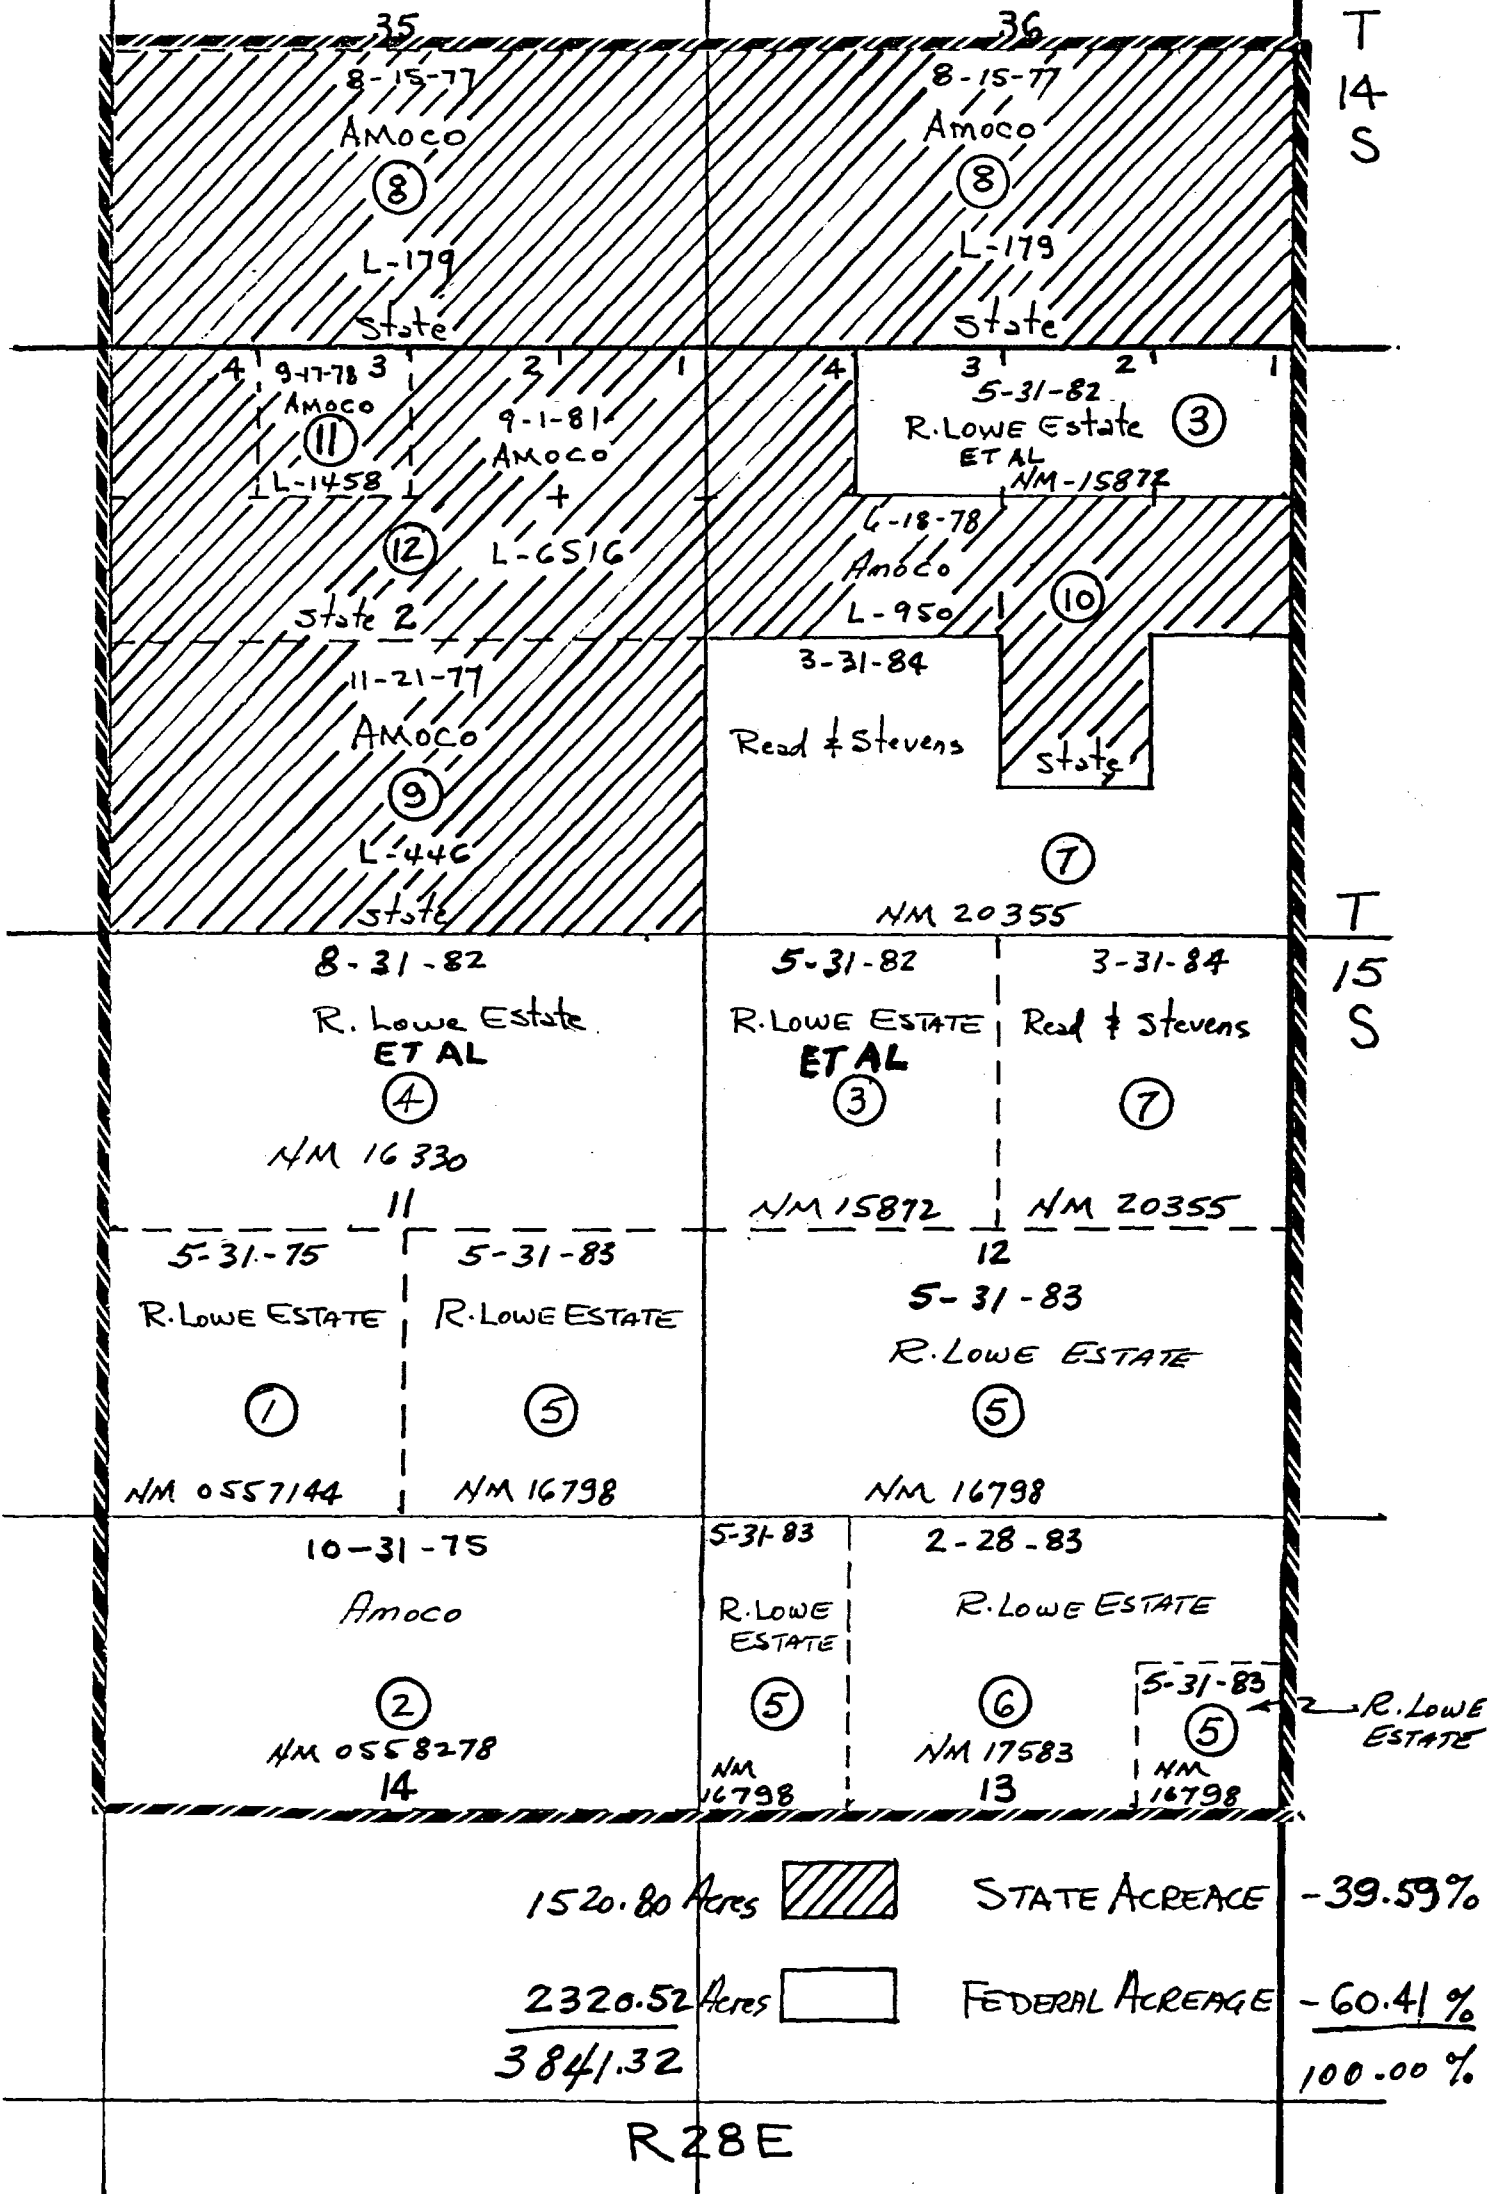 35
36
T
14
S
8-15-77
Amoco
8
L-179
State
8-15-77
Amoco
8
L-179
State
4
3
2
1
9-17-78
Amoco
11
L-1458
9-1-81
Amoco
L-6516
12
State 2
4
3
2
1
5-31-82
R. Lowe Estate
ET AL
3
NM-15872
6-18-78
Amoco
L-950
1
10
State
11-21-77
Amoco
9
L-446
State
3-31-84
Read & Stevens
7
NM 20355
T
15
S
8-31-82
R. Lowe Estate
ET AL
4
NM 16330
11
5-31-82
R. LOWE ESTATE
ET AL
3
NM 15872
3-31-84
Read & Stevens
7
NM 20355
12
5-31-75
R. LOWE ESTATE
1
NM 0557144
5-31-83
R. LOWE ESTATE
5
NM 16798
5-31-83
R. LOWE ESTATE
5
NM 16798
10-31-75
Amoco
2
NM 0558278
14
5-31-83
R. LOWE
ESTATE
5
NM
16798
2-28-83
R. LOWE ESTATE
6
NM 17583
13
5-31-83
5
NM
16798
R. LOWE
ESTATE
1520.80 Acres STATE ACREACE -39.59%
2320.52 Acres FEDERAL ACREAGE -60.41%
3841.32 100.00%
R28E